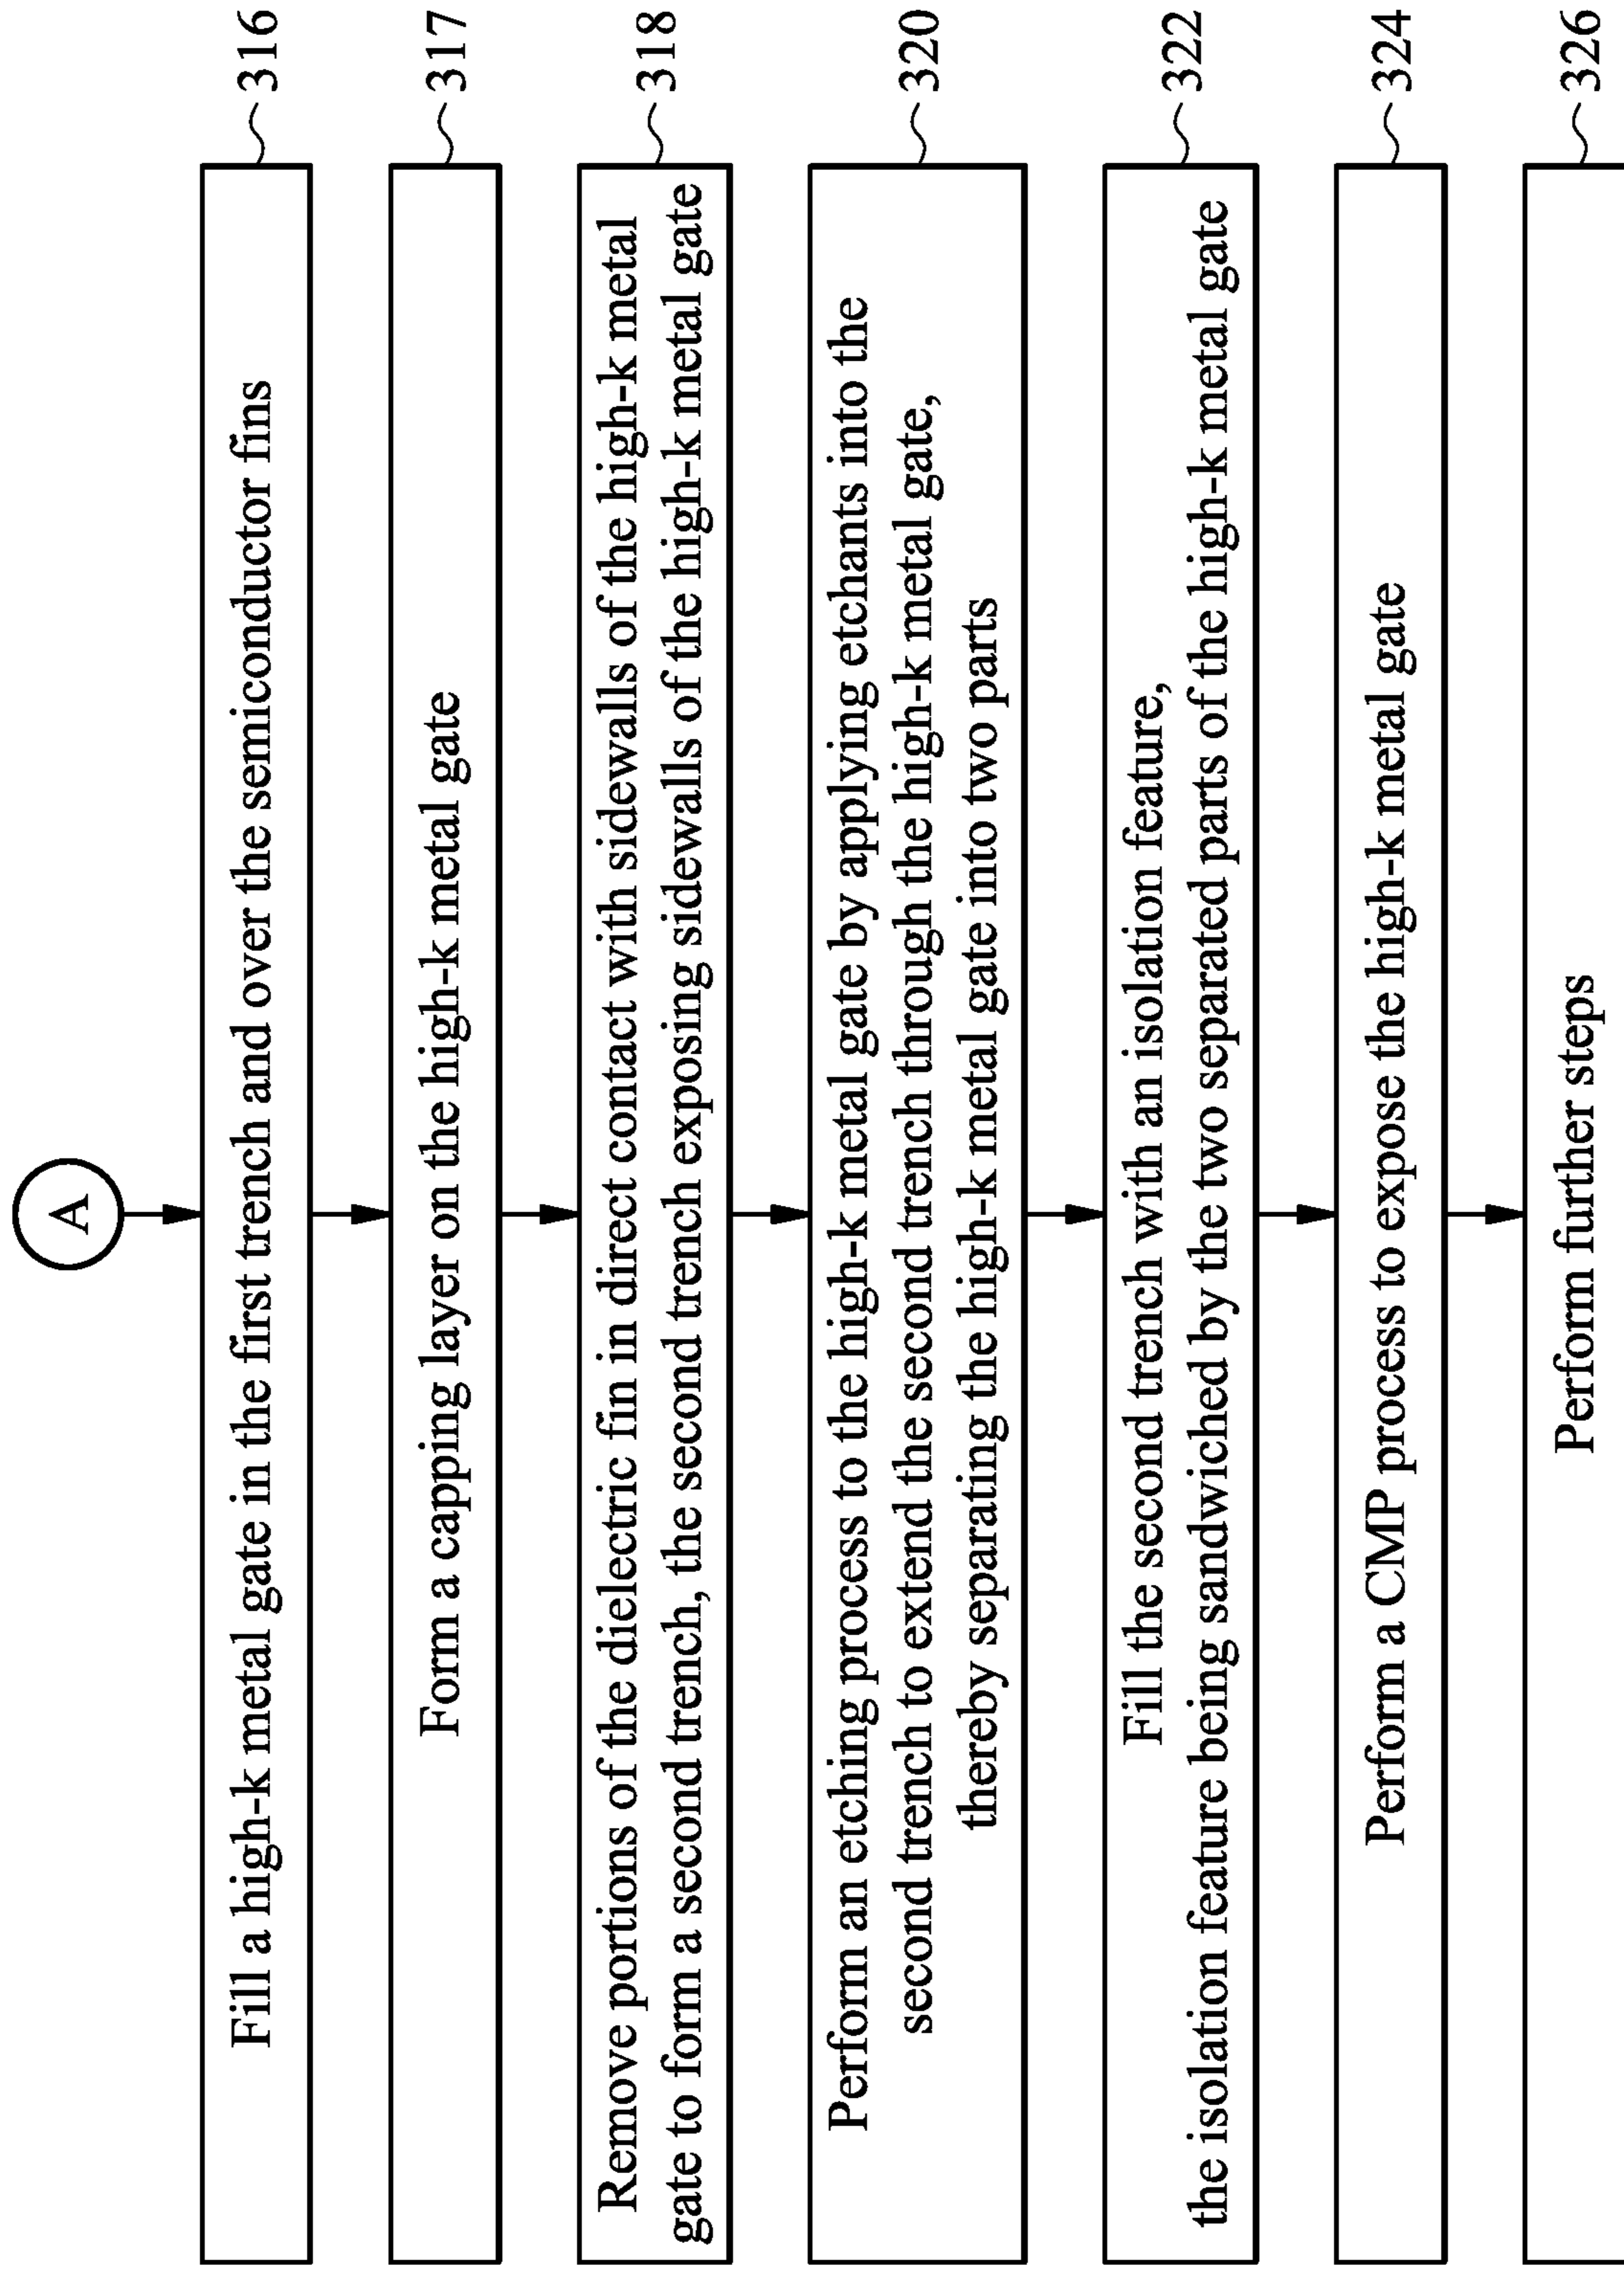 A
Fill a high-k metal gate in the first trench and over the semiconductor fins
316
Form a capping layer on the high-k metal gate
317
Remove portions of the dielectric fin in direct contact with sidewalls of the high-k metal
gate to form a second trench, the second trench exposing sidewalls of the high-k metal gate
318
Perform an etching process to the high-k metal gate by applying etchants into the
second trench to extend the second trench through the high-k metal gate,
thereby separating the high-k metal gate into two parts
320
Fill the second trench with an isolation feature,
the isolation feature being sandwiched by the two separated parts of the high-k metal gate
322
Perform a CMP process to expose the high-k metal gate
324
Perform further steps
326